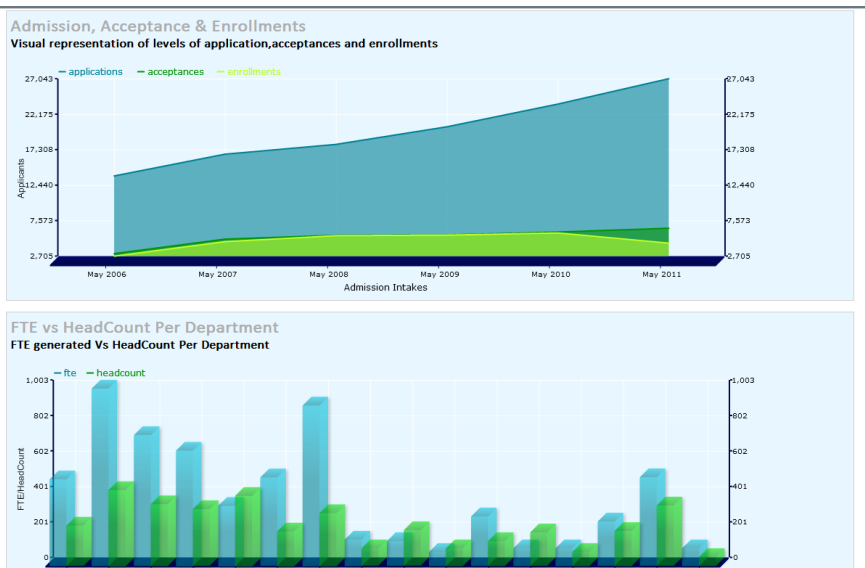 Admission, Acceptance & Enrollments
Visual representation of levels of application,acceptances and enrollments
applications acceptances enrollments
27,043 27,043
22,175 22,175
17,308 17,308
12,440 12,440
7,573 7,573
2,705 2,705
Applicants
May 2006 May 2007 May 2008 May 2009 May 2010 May 2011
Admission Intakes
FTE vs HeadCount Per Department
FTE generated Vs HeadCount Per Department
fte headcount
1,003 1,003
802 802
602 602
401 401
201 201
0 0
FTE/HeadCount